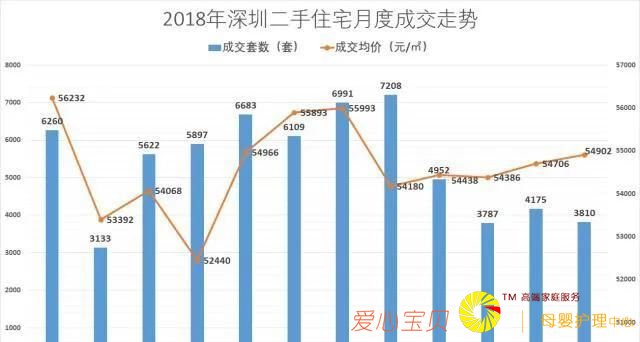 2018年深圳二手住宅月度成交走势
成交套数（套） 成交均价（元/㎡）
8000 7000 6000 5000 4000 3000 2000 1000
57000 56000 55000 54000 53000 52000 51000
6260 3133 5622 5897 6683 6109 6991 7208 4952 3787 4175 3810
56232 53392 54068 52440 54966 55893 55993 54180 54438 54386 54706 54902
爱心宝贝
TM 高端家庭服务
母婴护理中心